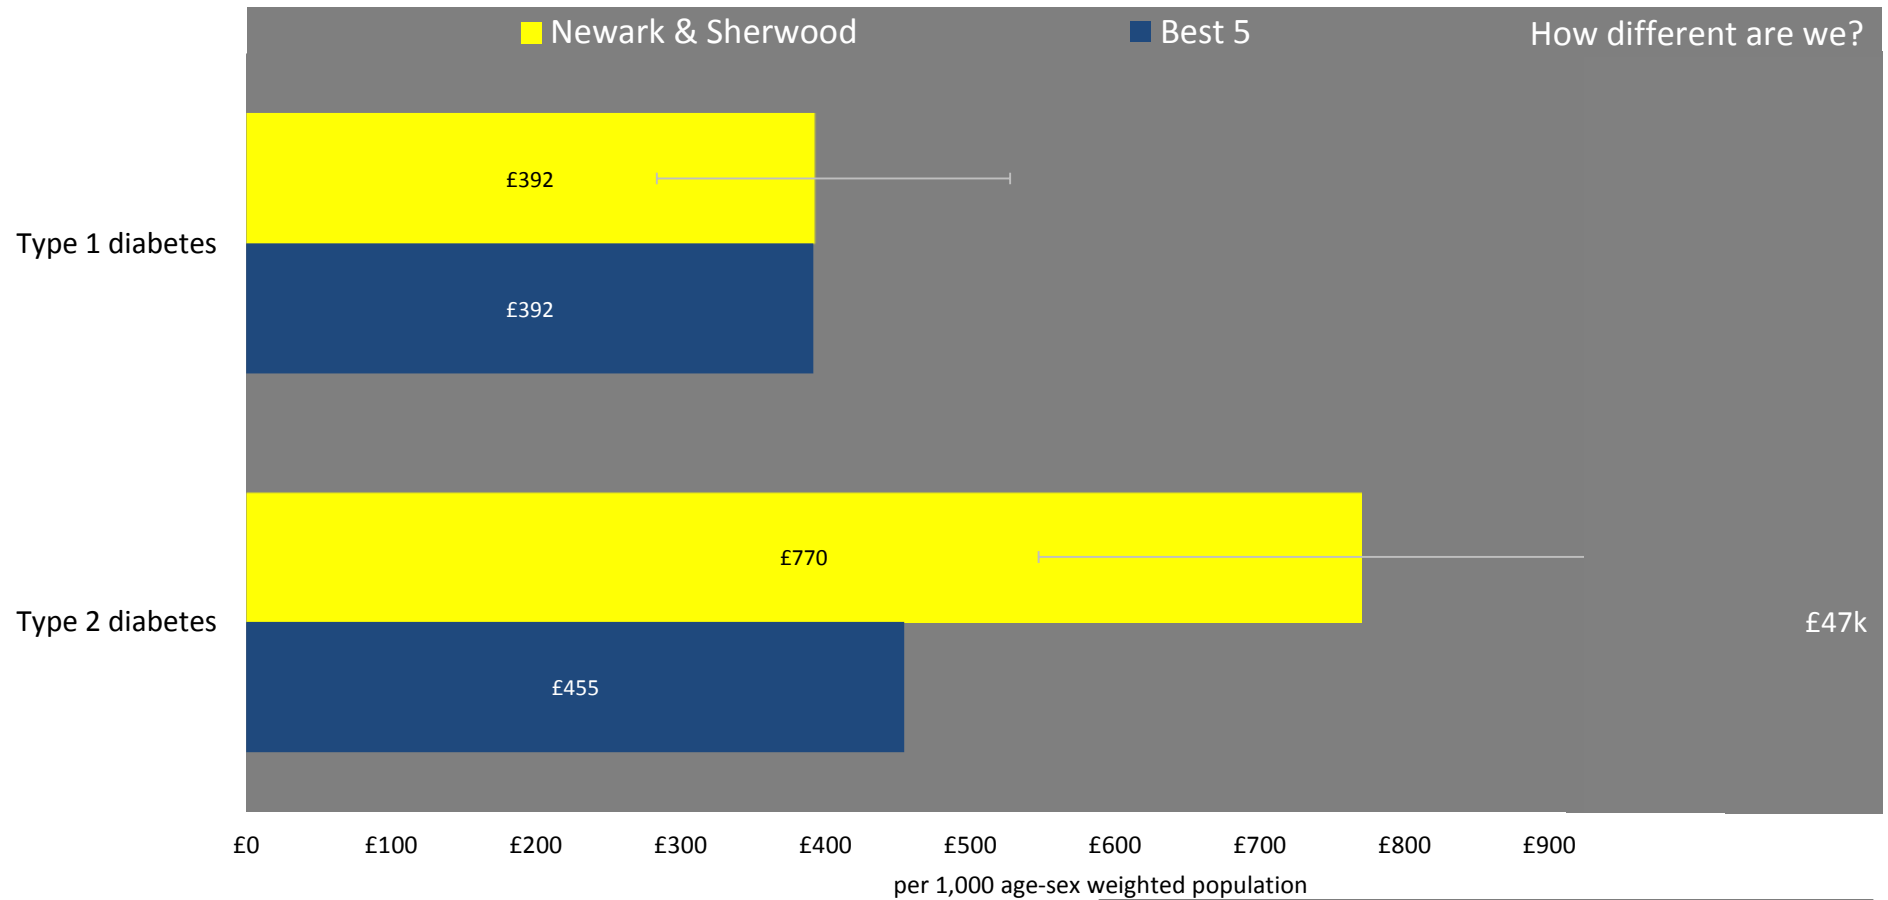 Newark & Sherwood Best 5 How different are we?
£392
Type 1 diabetes
£392
£770
Type 2 diabetes £47k
£455
£0 £100 £200 £300 £400 £500 £600 £700 £800 £900
per 1,000 age-sex weighted population